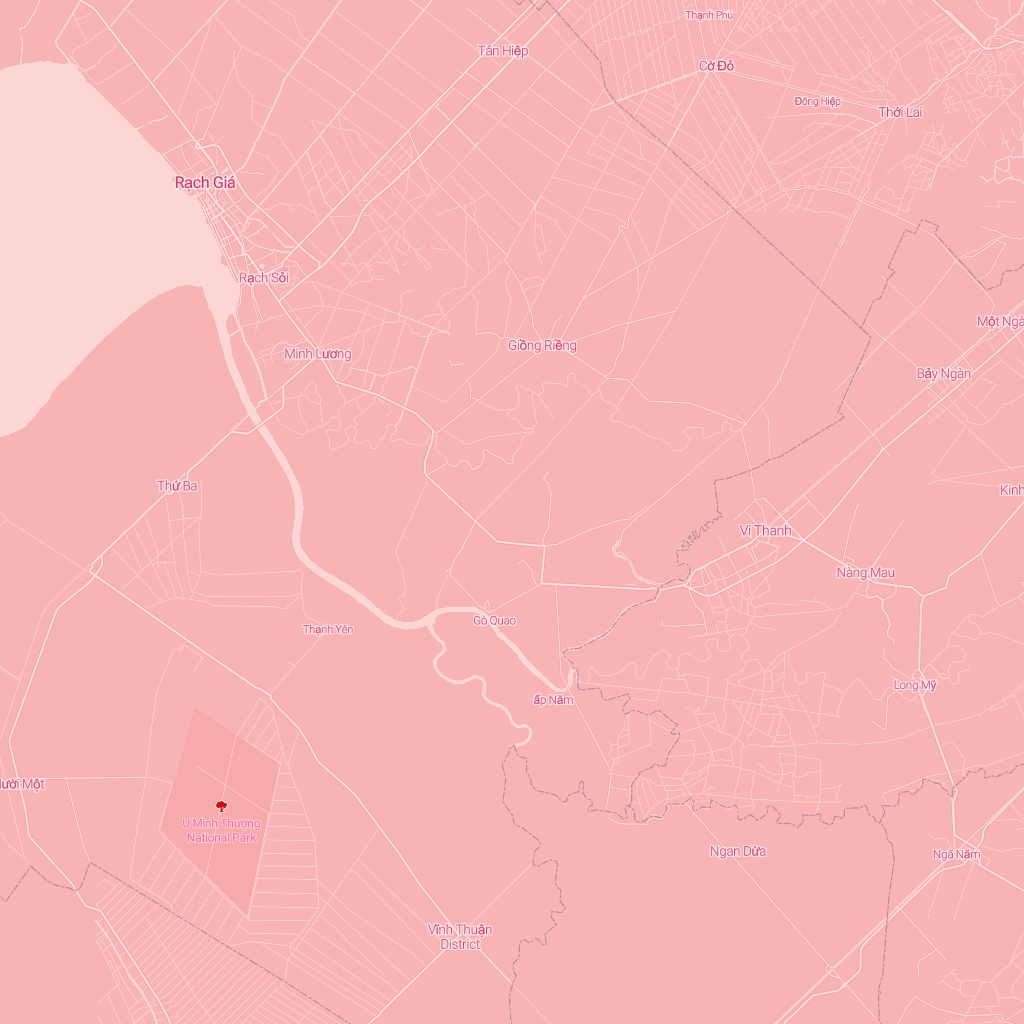 Thạnh Phú
Tân Hiệp
Cờ Đỏ
Đông Hiệp
Thới Lai
Rạch Giá
Rạch Sỏi
Một Ngà
Minh Lương
Giồng Riềng
Bảy Ngàn
Thứ Ba
Kinh
Vi Thanh
Nàng Mau
Gò Quao
Thạnh Yên
Long Mỹ
ấp Năm
Mười Một
U Minh Thượng
National Park
Ngan Dừa
Ngã Năm
Vĩnh Thuận
District